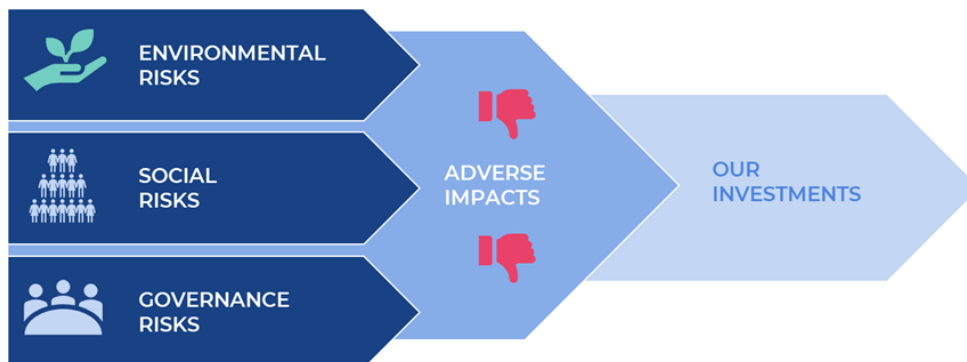 ENVIRONMENTAL
RISKS
SOCIAL
RISKS
GOVERNANCE
RISKS
ADVERSE
IMPACTS
OUR
INVESTMENTS